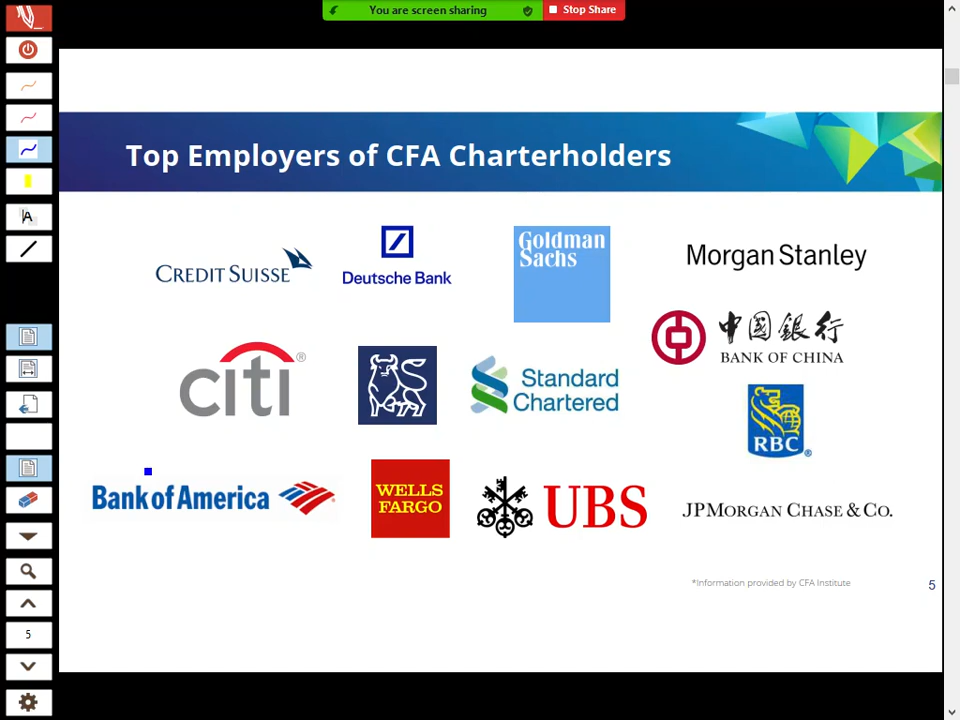 You are screen sharing
Stop Share
Top Employers of CFA Charterholders
CREDIT SUISSE
Deutsche Bank
Goldman
Sachs
Morgan Stanley
中國銀行
BANK OF CHINA
citi®
Standard
Chartered
RBC®
Bank of America
WELLS
FARGO
UBS
JPMORGAN CHASE & CO.
*Information provided by CFA Institute
5
A
5